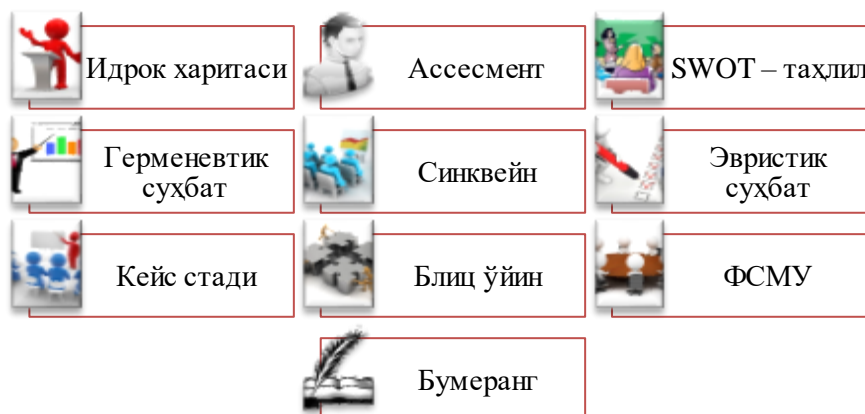 Идрок харитаси
Ассесмент
SWOT – таҳлил
Герменевтик
суҳбат
Синквейн
Эвристик
суҳбат
Кейс стади
Блиц ўйин
ФСМУ
Бумеранг